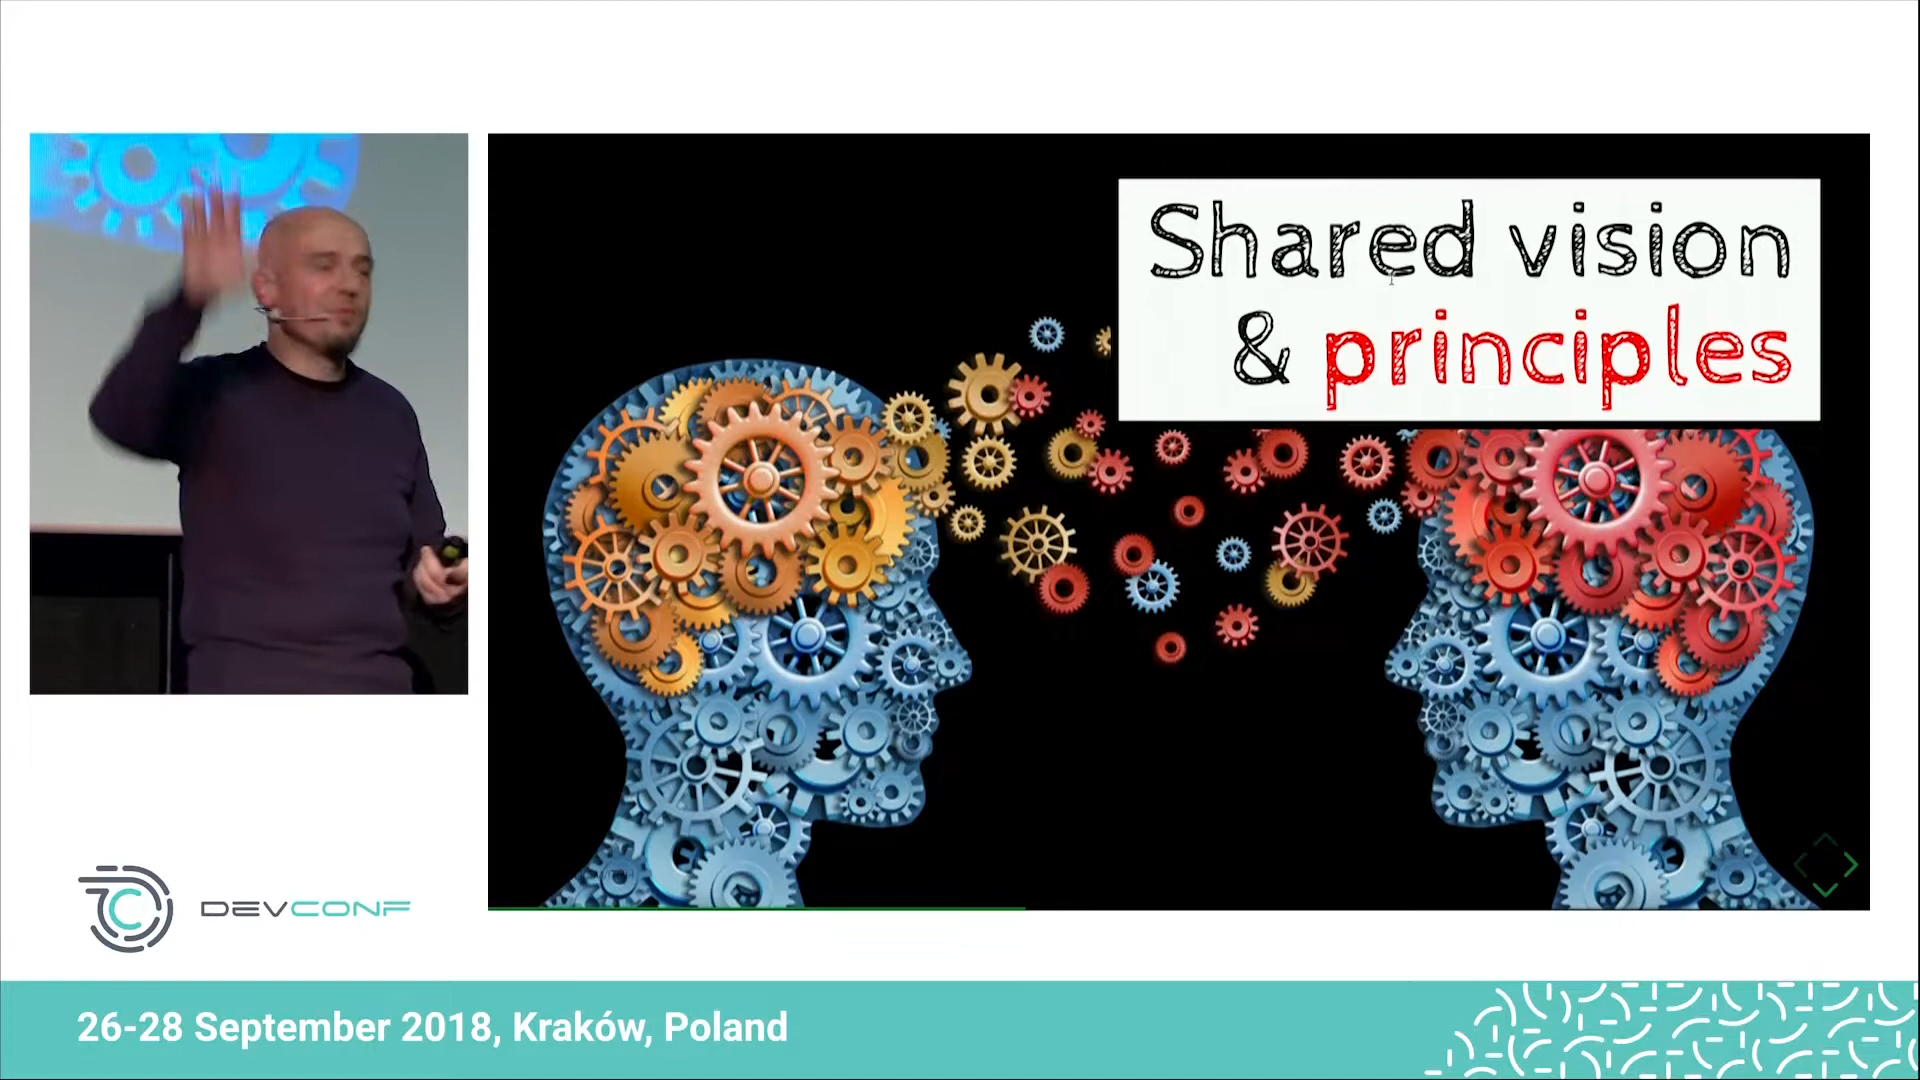 Shared vision
& principles
DEVCONF
26-28 September 2018, Kraków, Poland